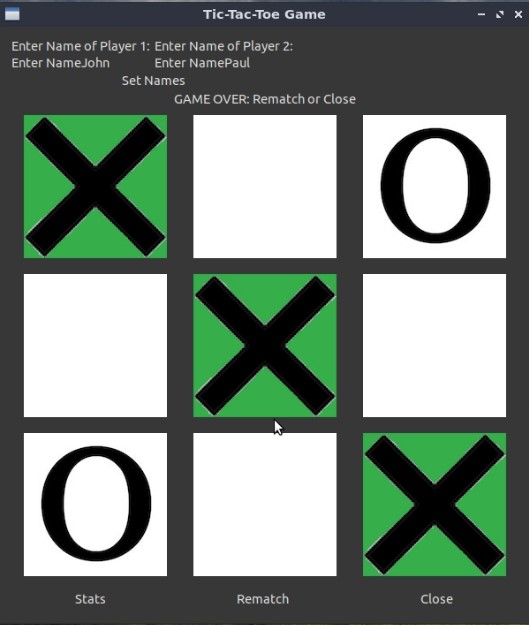 Tic-Tac-Toe Game
Enter Name of Player 1: Enter Name of Player 2:
Enter NameJohn Enter NamePaul
Set Names
GAME OVER: Rematch or Close
X O
X
O X
Stats Rematch Close